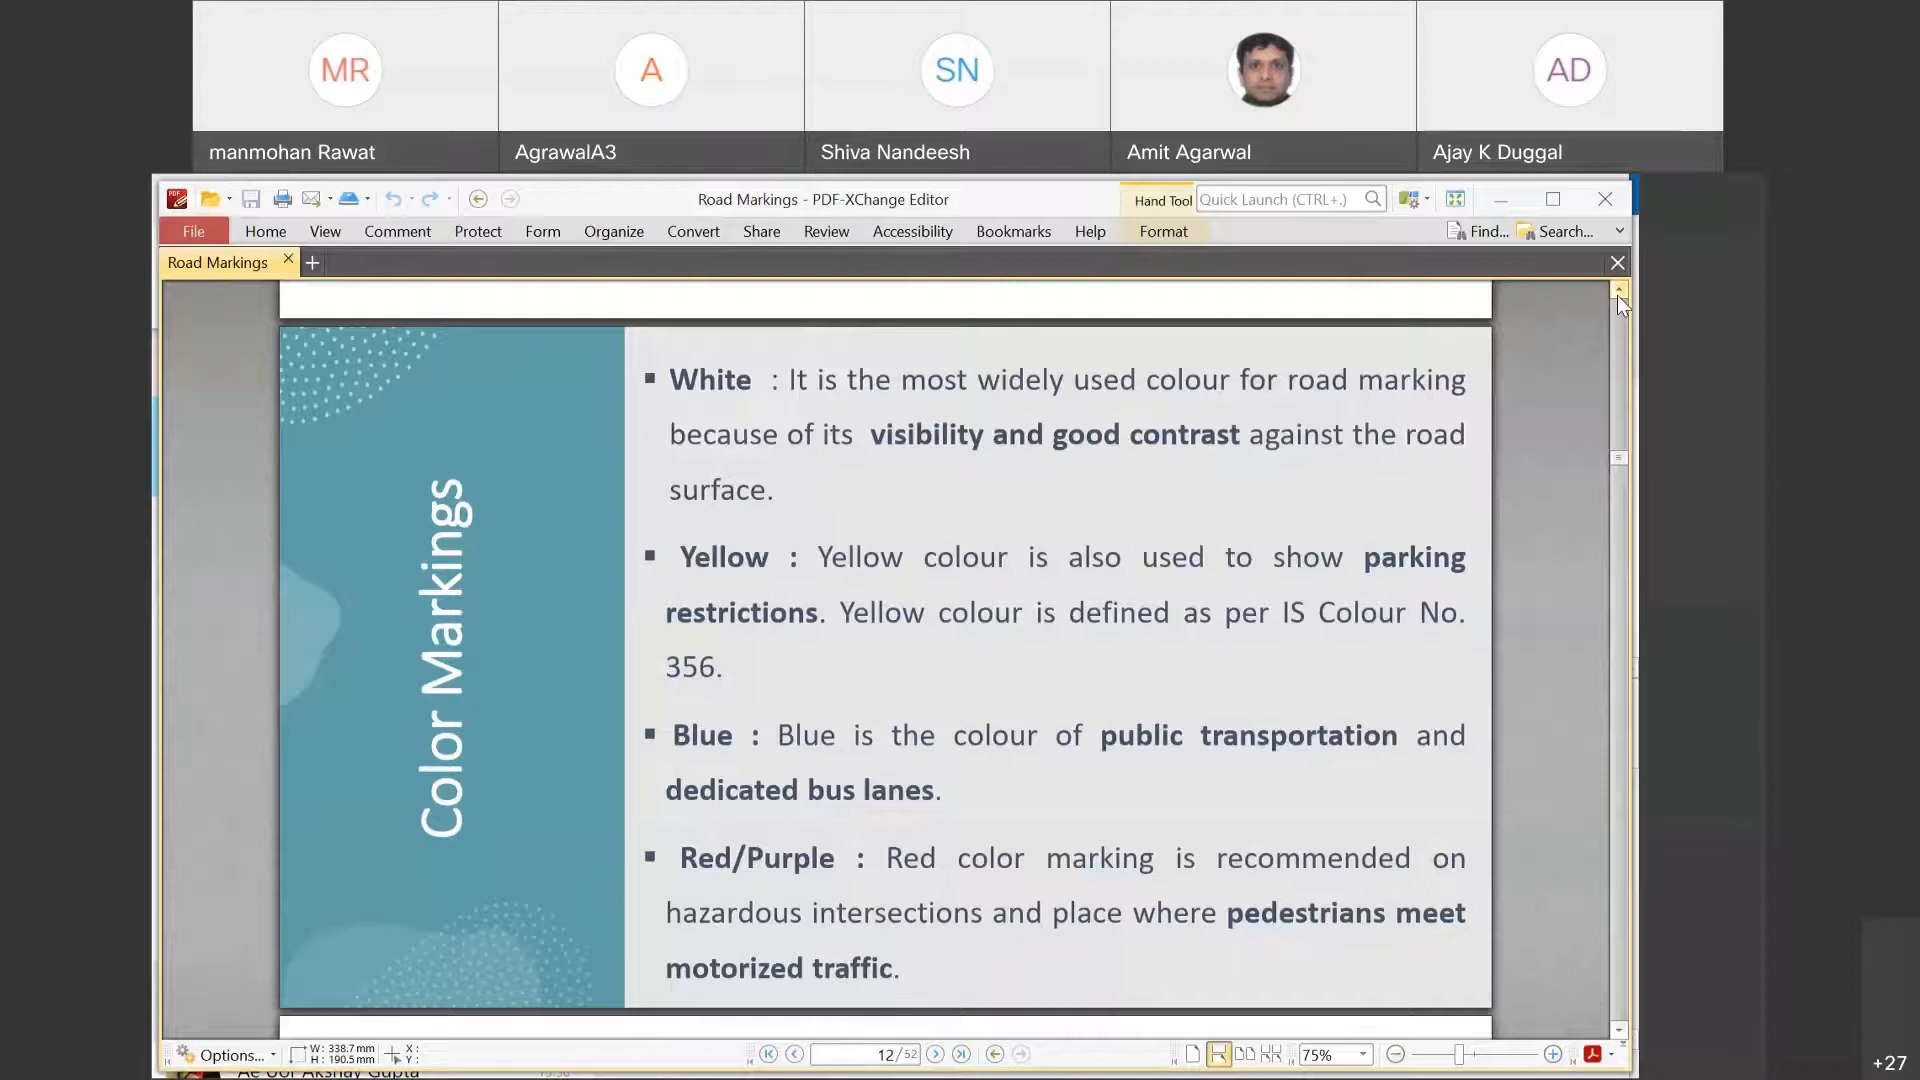 MR
A
SN
AD
manmohan Rawat
AgrawalA3
Shiva Nandeesh
Amit Agarwal
Ajay K Duggal
Road Markings - PDF-XChange Editor
Hand Tool
Quick Launch (CTRL+.)
File Home View Comment Protect Form Organize Convert Share Review Accessibility Bookmarks Help Format
Find...
Search...
Road Markings
Color Markings
▪ White : It is the most widely used colour for road marking
because of its visibility and good contrast against the road
surface.
▪ Yellow : Yellow colour is also used to show parking
restrictions. Yellow colour is defined as per IS Colour No.
356.
▪ Blue : Blue is the colour of public transportation and
dedicated bus lanes.
▪ Red/Purple : Red color marking is recommended on
hazardous intersections and place where pedestrians meet
motorized traffic.
Options...
W: 338.7 mm
H: 190.5 mm
X:
Y:
12 / 52
75%
+27